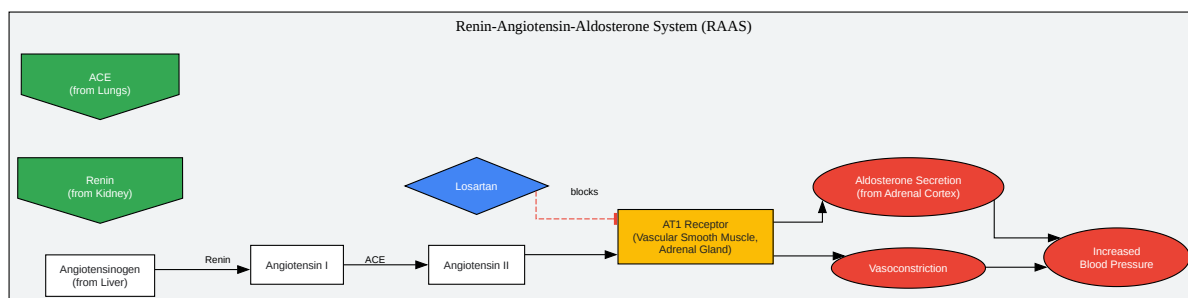 Renin-Angiotensin-Aldosterone System (RAAS)
ACE
(from Lungs)
Renin
(from Kidney)
Losartan
blocks
Aldosterone Secretion
(from Adrenal Cortex)
AT1 Receptor
(Vascular Smooth Muscle,
Adrenal Gland)
Angiotensinogen
(from Liver)
Renin
Angiotensin I
ACE
Angiotensin II
Vasoconstriction
Increased
Blood Pressure